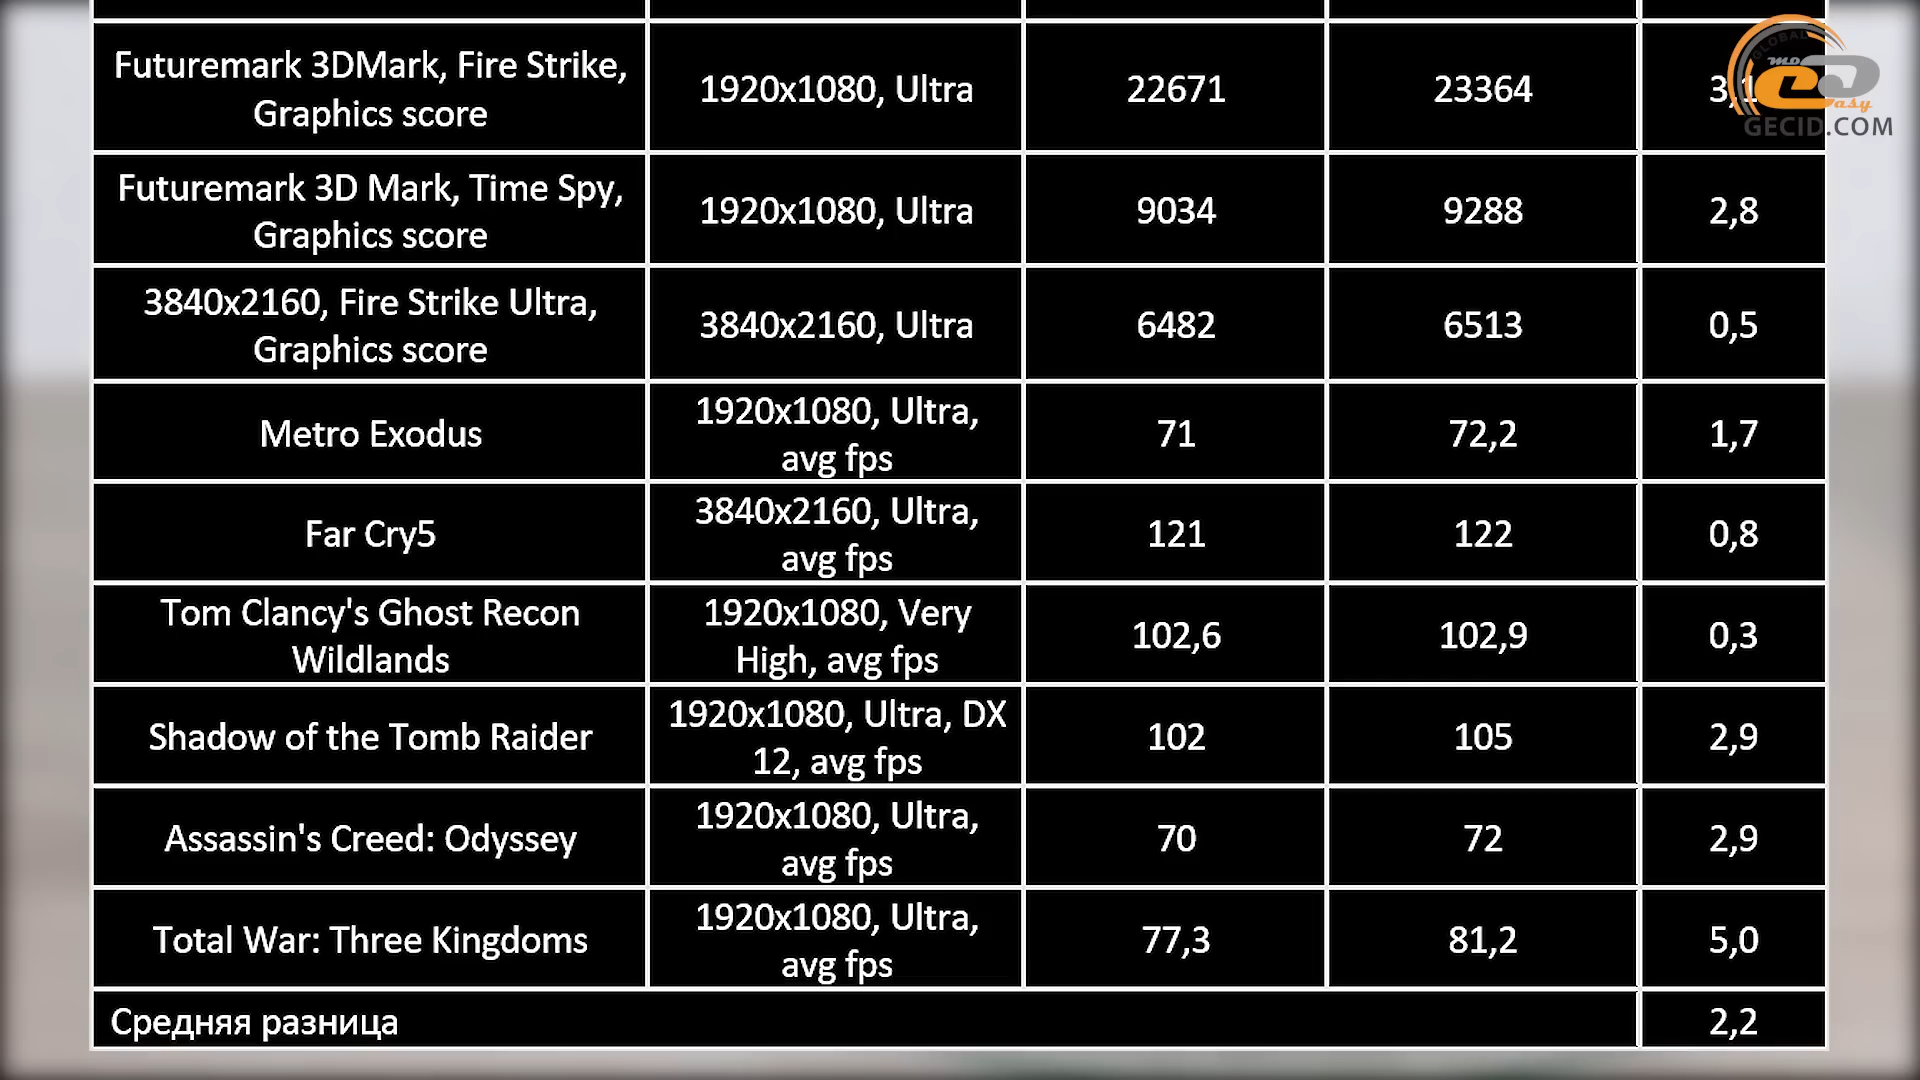 Futuremark 3DMark, Fire Strike,
Graphics score
1920x1080, Ultra
22671
23364
3,1
GLOBAL
mo
asy
GECID.COM
Futuremark 3D Mark, Time Spy,
Graphics score
1920x1080, Ultra
9034
9288
2,8
3840x2160, Fire Strike Ultra,
Graphics score
3840x2160, Ultra
6482
6513
0,5
Metro Exodus
1920x1080, Ultra,
avg fps
71
72,2
1,7
Far Cry5
3840x2160, Ultra,
avg fps
121
122
0,8
Tom Clancy's Ghost Recon
Wildlands
1920x1080, Very
High, avg fps
102,6
102,9
0,3
Shadow of the Tomb Raider
1920x1080, Ultra, DX
12, avg fps
102
105
2,9
Assassin's Creed: Odyssey
1920x1080, Ultra,
avg fps
70
72
2,9
Total War: Three Kingdoms
1920x1080, Ultra,
avg fps
77,3
81,2
5,0
Средняя разница
2,2